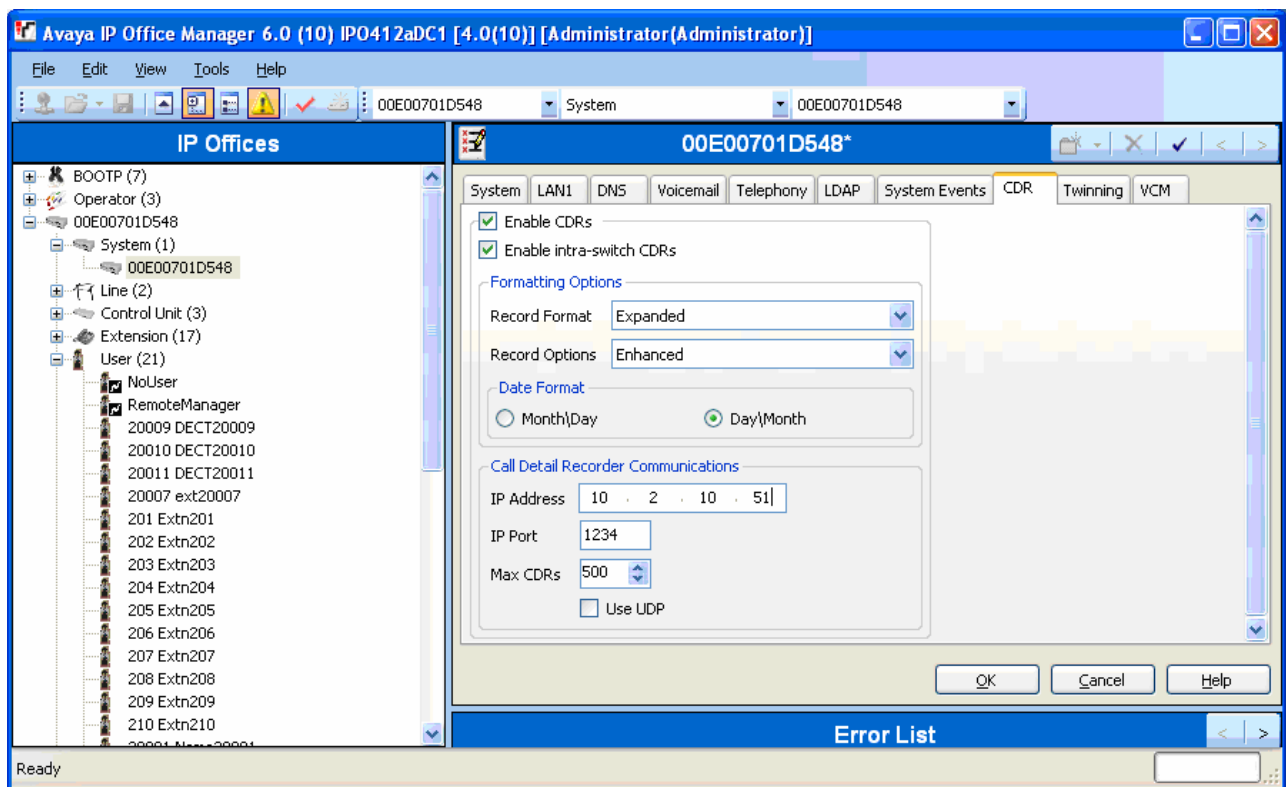 Avaya IP Office Manager 6.0 (10) IPO412aDC1 [4.0(10)] [Administrator(Administrator)]
File Edit View Tools Help
00E00701D548 System 00E00701D548
IP Offices
BOOTP (7)
Operator (3)
00E00701D548
System (1)
00E00701D548
Line (2)
Control Unit (3)
Extension (17)
User (21)
NoUser
RemoteManager
20009 DECT20009
20010 DECT20010
20011 DECT20011
20007 ext20007
201 Extn201
202 Extn202
203 Extn203
204 Extn204
205 Extn205
206 Extn206
207 Extn207
208 Extn208
209 Extn209
210 Extn210
00E00701D548*
System LAN1 DNS Voicemail Telephony LDAP System Events CDR Twinning VCM
Enable CDRs
Enable intra-switch CDRs
Formatting Options
Record Format Expanded
Record Options Enhanced
Date Format
Month\Day Day\Month
Call Detail Recorder Communications
IP Address 10 . 2 . 10 . 51
IP Port 1234
Max CDRs 500
Use UDP
OK Cancel Help
Error List
Ready